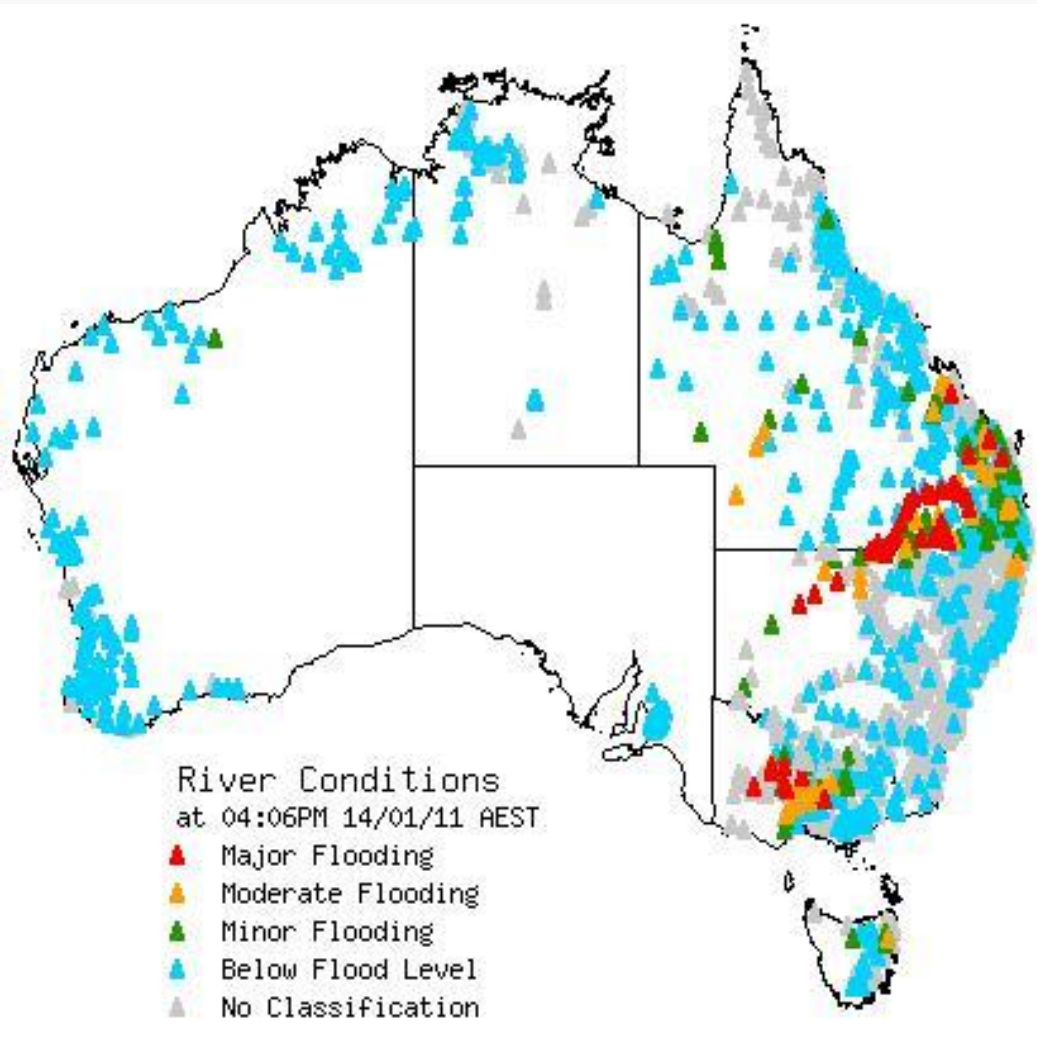 River Conditions
at 04:06PM 14/01/11 AEST
Major Flooding
Moderate Flooding
Minor Flooding
Below Flood Level
No Classification